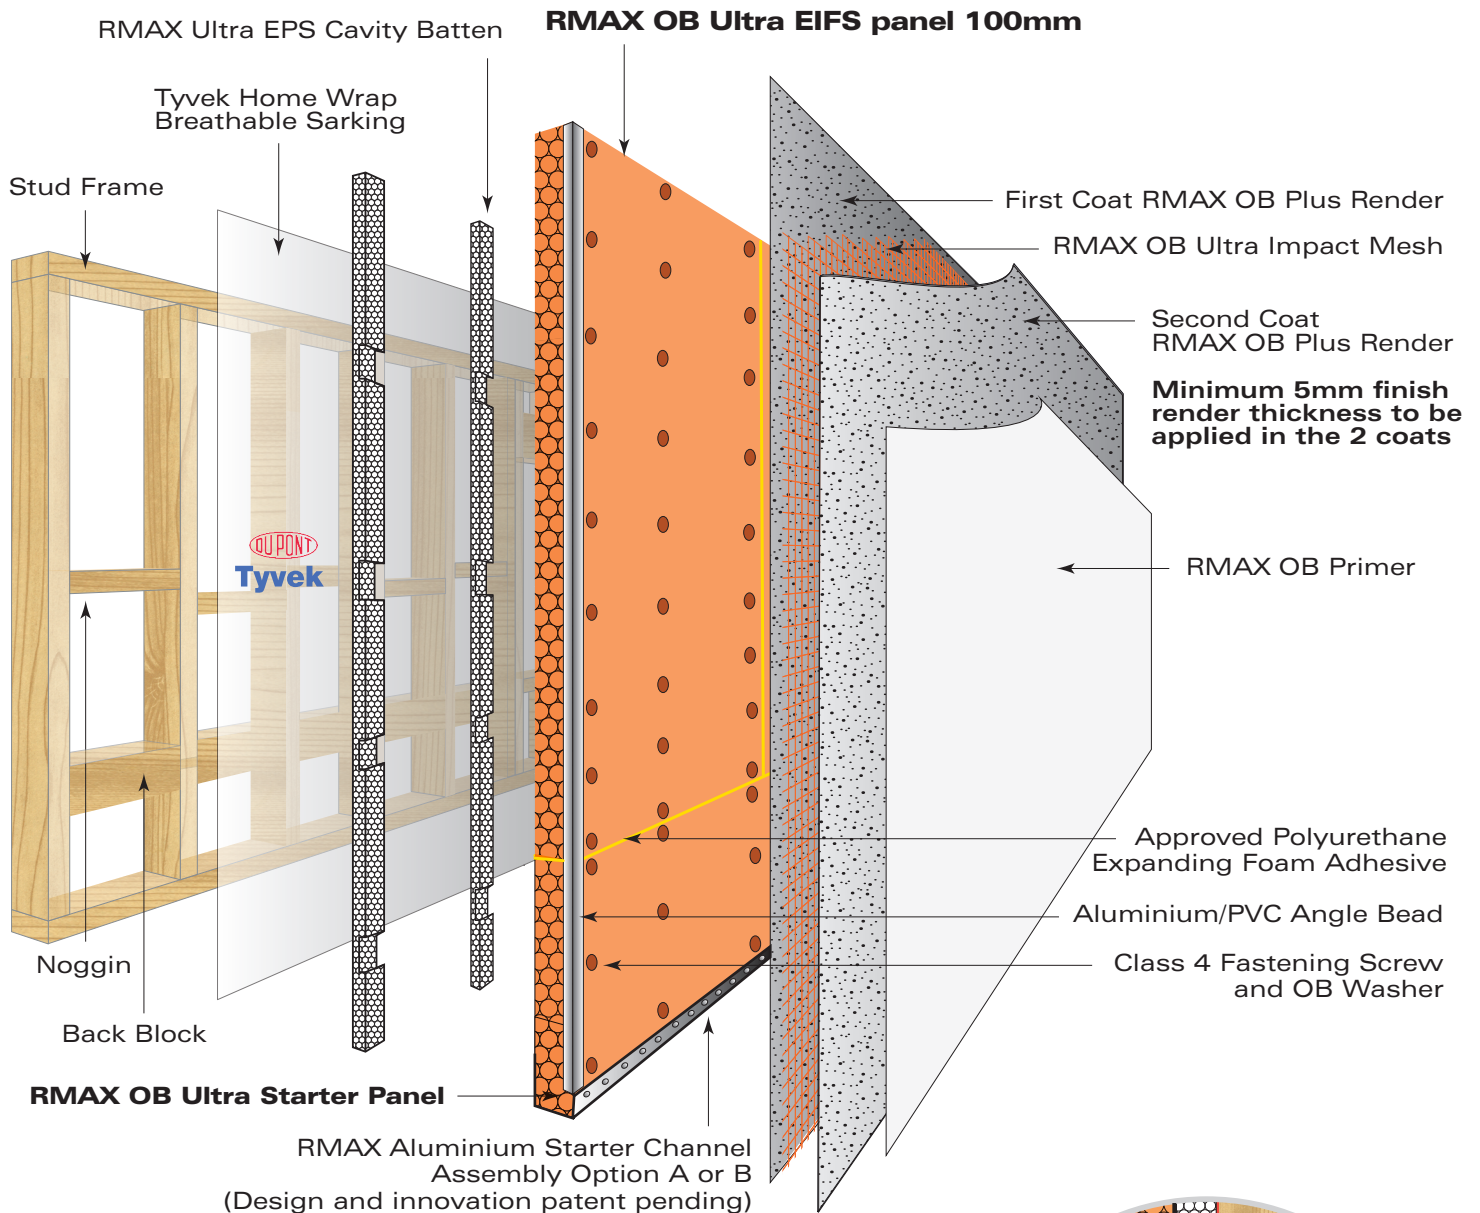 RMAX OB Ultra EIFS panel 100mm
RMAX Ultra EPS Cavity Batten
Tyvek Home Wrap
Breathable Sarking
Stud Frame
First Coat RMAX OB Plus Render
RMAX OB Ultra Impact Mesh
Second Coat
RMAX OB Plus Render
Minimum 5mm finish
render thickness to be
applied in the 2 coats
DUPONT
Tyvek
RMAX OB Primer
Approved Polyurethane
Expanding Foam Adhesive
Aluminium/PVC Angle Bead
Class 4 Fastening Screw
and OB Washer
Noggin
Back Block
RMAX OB Ultra Starter Panel
RMAX Aluminium Starter Channel
Assembly Option A or B
(Design and innovation patent pending)